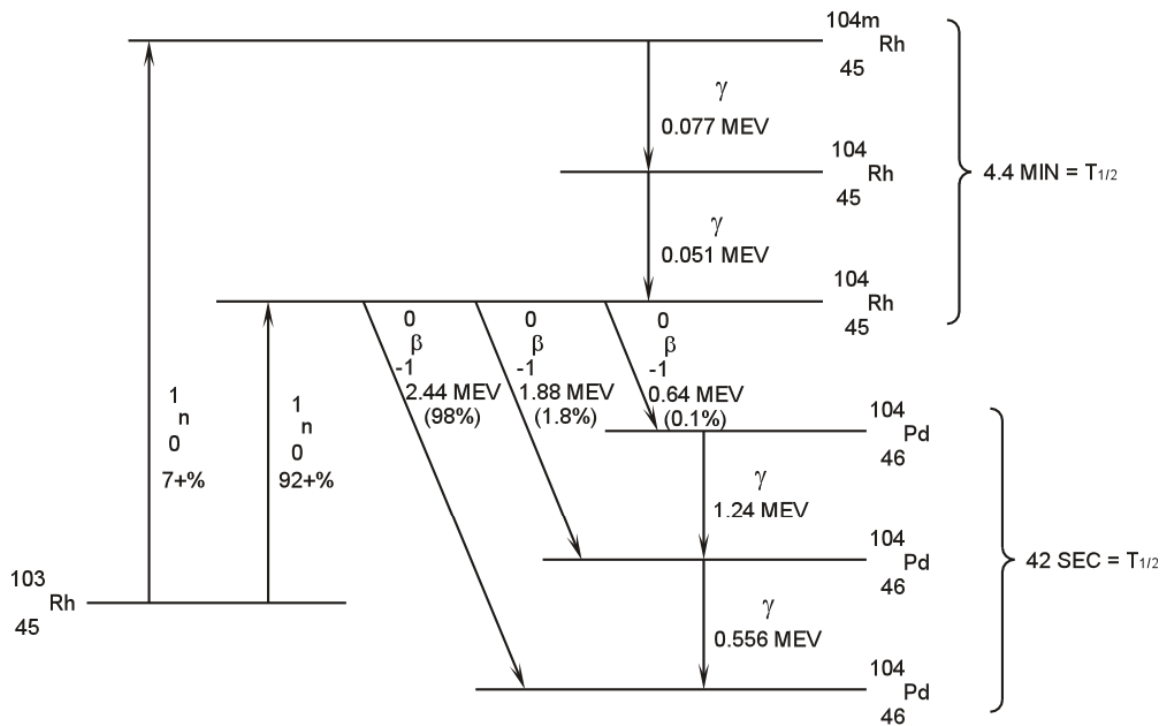 104m
Rh
45
γ
0.077 MEV
104
Rh
45
4.4 MIN = T1/2
γ
0.051 MEV
104
Rh
45
0
β
-1
2.44 MEV
(98%)
0
β
-1
1.88 MEV
(1.8%)
0
β
-1
0.64 MEV
(0.1%)
1
n
0
7+%
1
n
0
92+%
104
Pd
46
γ
1.24 MEV
104
Pd
46
42 SEC = T1/2
103
Rh
45
γ
0.556 MEV
104
Pd
46